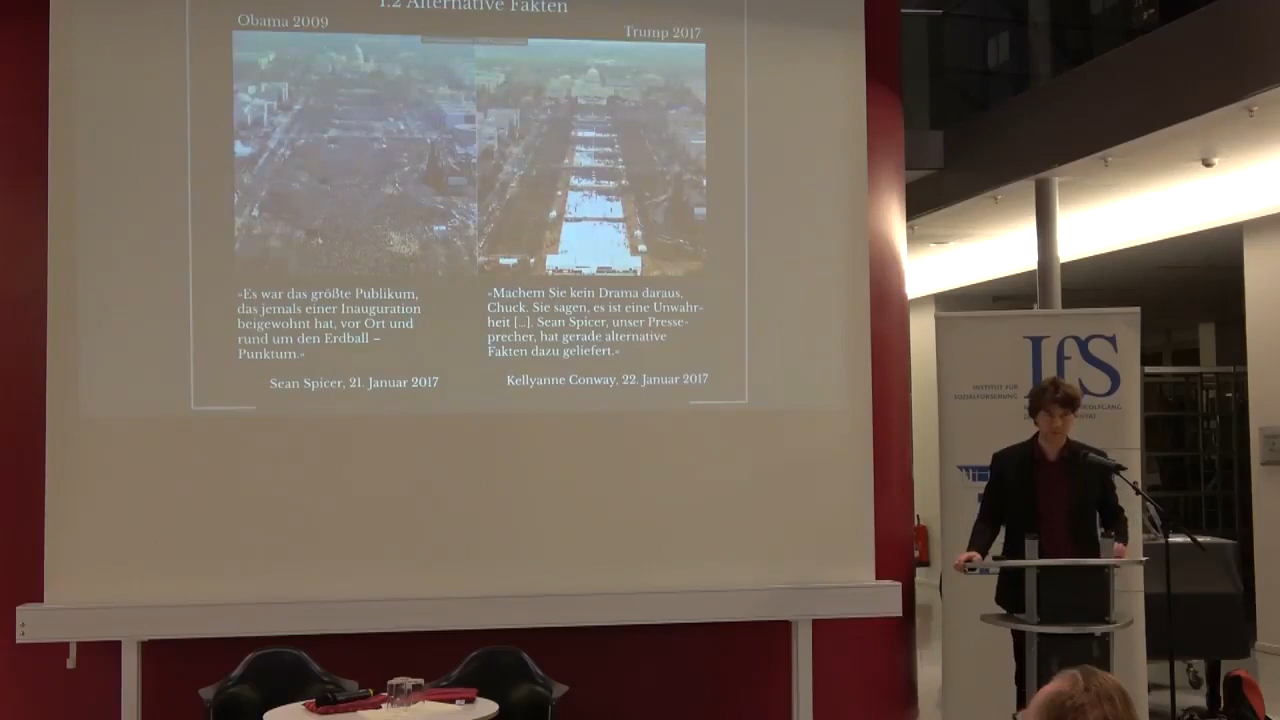 1.2 Alternative Fakten
Obama 2009
Trump 2017
»Es war das größte Publikum,
das jemals einer Inauguration
beigewohnt hat, vor Ort und
rund um den Erdball –
Punktum.«
Sean Spicer, 21. Januar 2017
»Machem Sie kein Drama daraus,
Chuck. Sie sagen, es ist eine Unwahr-
heit [...]. Sean Spicer, unser Presse-
precher, hat gerade alternative
Fakten dazu geliefert.«
Kellyanne Conway, 22. Januar 2017
IfS
INSTITUT FÜR
SOZIALFORSCHUNG